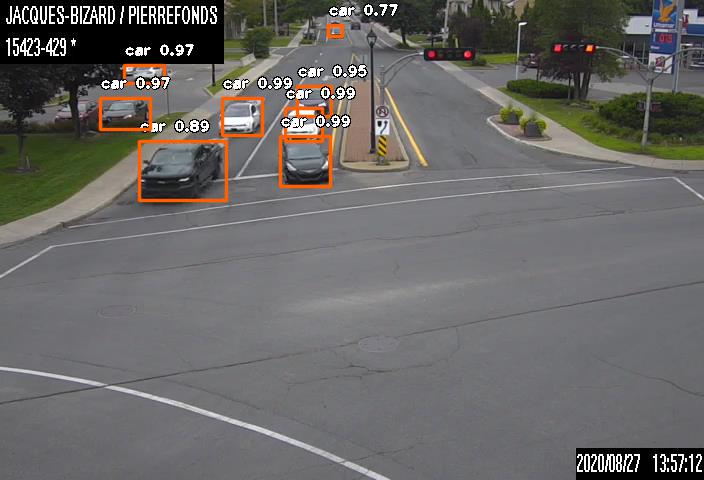 JACQUES-BIZARD / PIERREFONDS
15423-429 *
car 0.77
car 0.97
car 0.95
car 0.97
car 0.99
car 0.99
car 0.99
car 0.89
2020/08/27 13:57:12